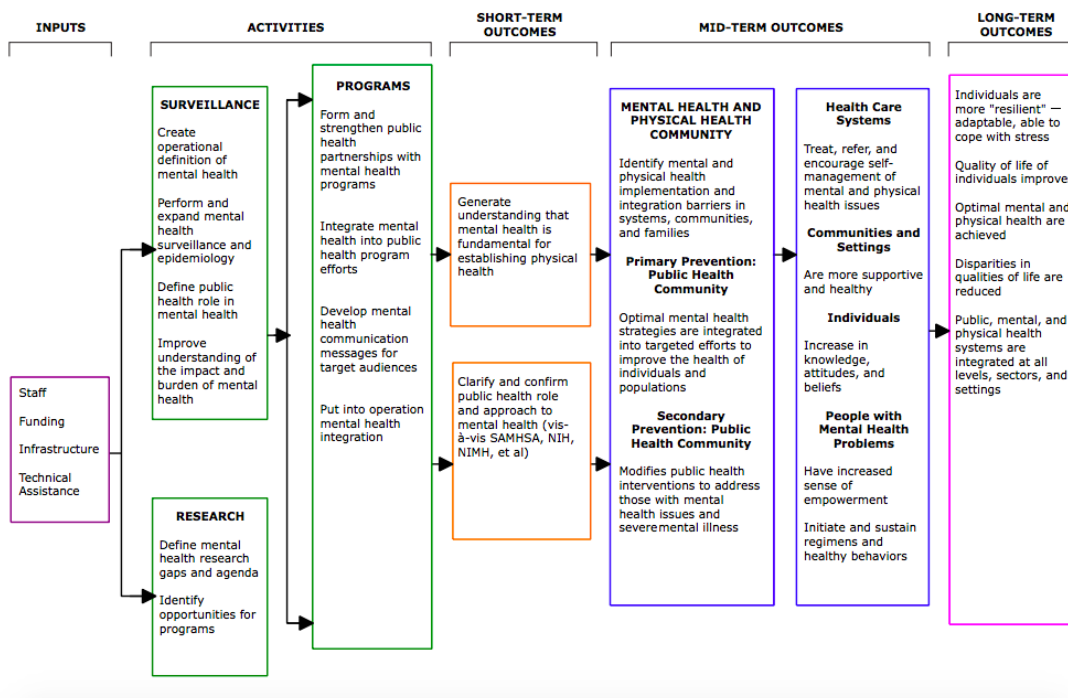 INPUTS
ACTIVITIES
SHORT-TERM
OUTCOMES
MID-TERM OUTCOMES
LONG-TERM
OUTCOMES
Staff
Funding
Infrastructure
Technical
Assistance
SURVEILLANCE
Create
operational
definition of
mental health
Perform and
expand mental
health
surveillance and
epidemiology
Define public
health role in
mental health
Improve
understanding of
the impact and
burden of mental
health
RESEARCH
Define mental
health research
gaps and agenda
Identify
opportunities for
programs
PROGRAMS
Form and
strengthen public
health
partnerships with
mental health
programs
Integrate mental
health into public
health program
efforts
Develop mental
health
communication
messages for
target audiences
Put into operation
mental health
integration
Generate
understanding that
mental health is
fundamental for
establishing physical
health
Clarify and confirm
public health role
and approach to
mental health (vis-
à-vis SAMHSA, NIH,
NIMH, et al)
MENTAL HEALTH AND
PHYSICAL HEALTH
COMMUNITY
Identify mental and
physical health
implementation and
integration barriers in
systems, communities,
and families
Primary Prevention:
Public Health
Community
Optimal mental health
strategies are integrated
into targeted efforts to
improve the health of
individuals and
populations
Secondary
Prevention: Public
Health Community
Modifies public health
interventions to address
those with mental
health issues and
severemental illness
Health Care
Systems
Treat, refer, and
encourage self-
management of
mental and physical
health issues
Communities and
Settings
Are more supportive
and healthy
Individuals
Increase in
knowledge,
attitudes, and
beliefs
People with
Mental Health
Problems
Have increased
sense of
empowerment
Initiate and sustain
regimens and
healthy behaviors
Individuals are
more "resilient" —
adaptable, able to
cope with stress
Quality of life of
individuals improve
Optimal mental and
physical health are
achieved
Disparities in
qualities of life are
reduced
Public, mental, and
physical health
systems are
integrated at all
levels, sectors, and
settings